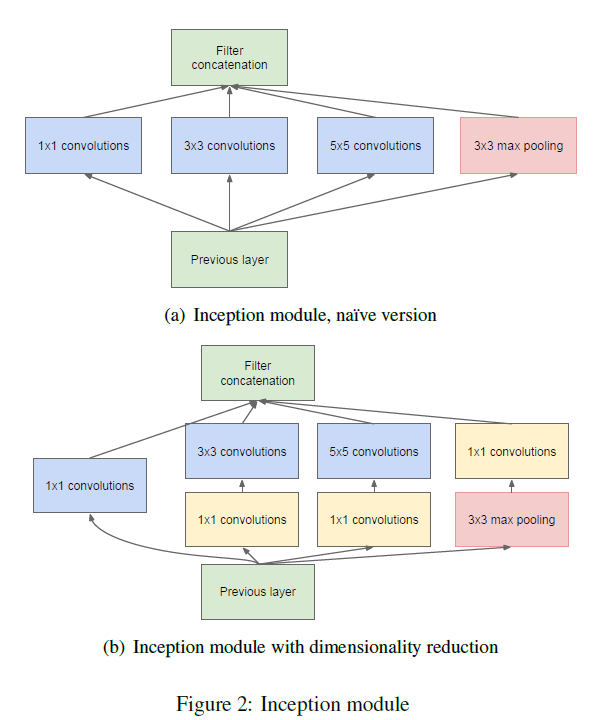 Filter
concatenation
1x1 convolutions
3x3 convolutions
5x5 convolutions
3x3 max pooling
Previous layer
(a) Inception module, naïve version
Filter
concatenation
3x3 convolutions
5x5 convolutions
1x1 convolutions
1x1 convolutions
1x1 convolutions
1x1 convolutions
3x3 max pooling
Previous layer
(b) Inception module with dimensionality reduction
Figure 2: Inception module